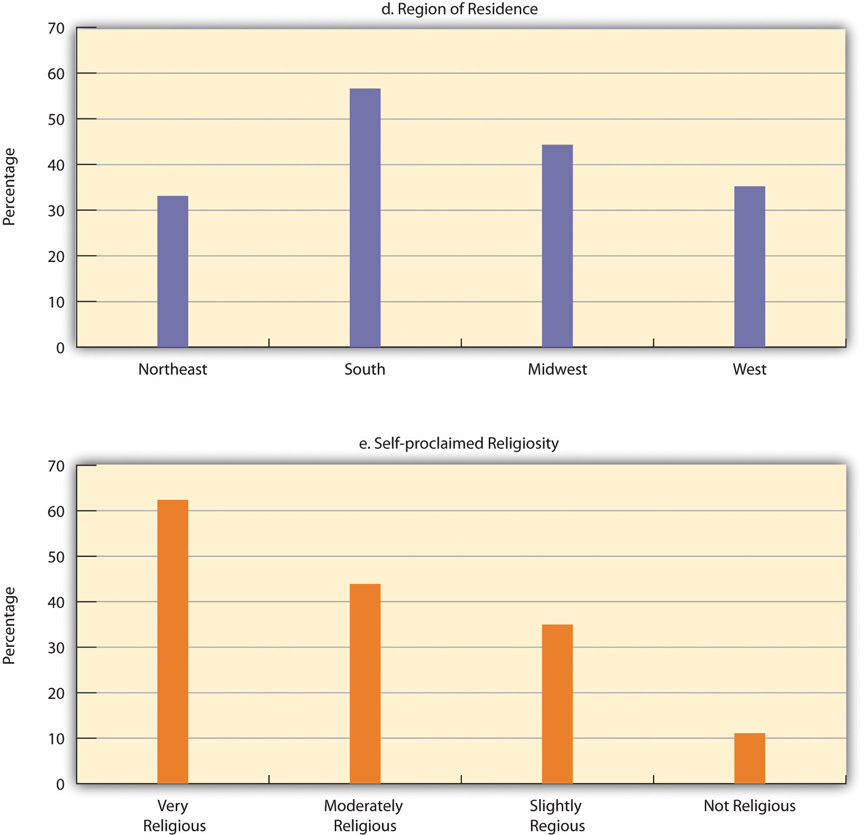 d. Region of Residence
Percentage
70
60
50
40
30
20
10
0
Northeast
South
Midwest
West
e. Self-proclaimed Religiosity
Percentage
70
60
50
40
30
20
10
0
Very
Religious
Moderately
Religious
Slightly
Regious
Not Religious